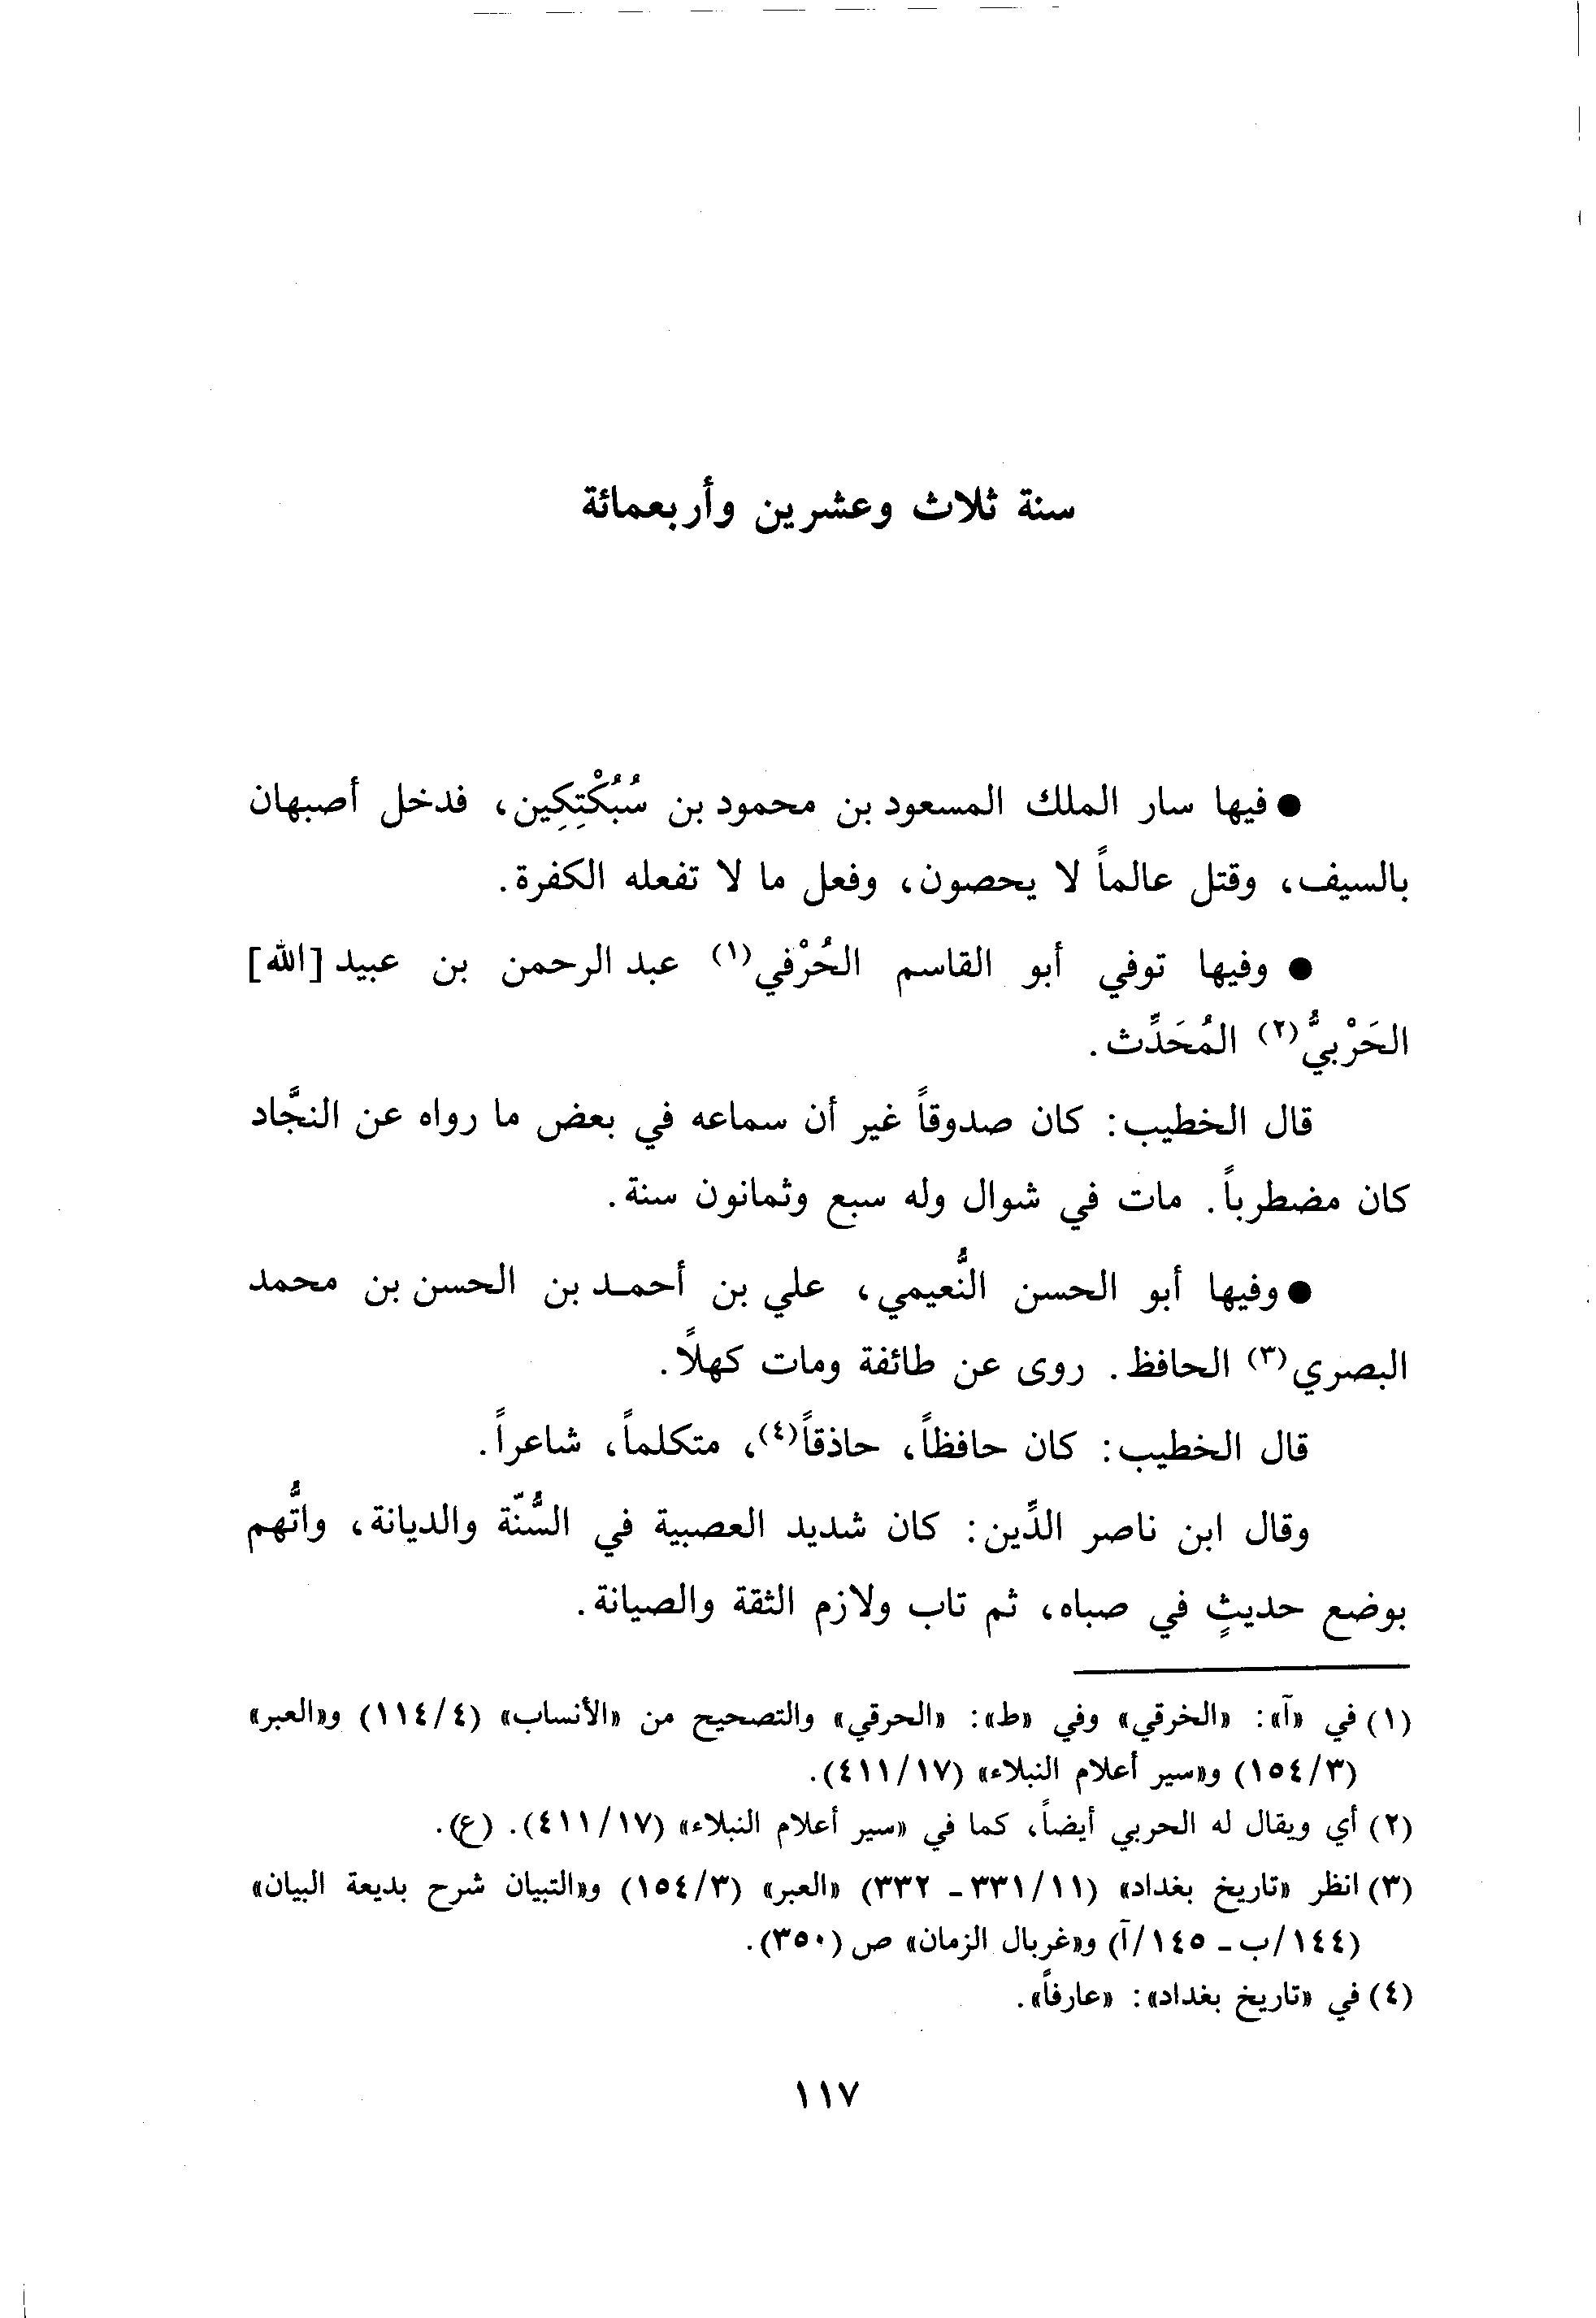 سنة ثلاث وعشرين وأربعمائة
● فيها سار الملك المسعود بن محمود بن سُبُكْتِكِين، فدخل أصبهان
بالسيف، وقتل عالماً لا يحصون، وفعل ما لا تفعله الكفرة.
● وفيها توفي أبو القاسم الحُرْفي(١) عبد الرحمن بن عبيد [الله]
الحَرْبيُّ(٢) المُحَدِّث.
قال الخطيب: كان صدوقاً غير أن سماعه في بعض ما رواه عن النجَّاد
كان مضطرباً. مات في شوال وله سبع وثمانون سنة.
● وفيها أبو الحسن النُّعيمي، علي بن أحمد بن الحسن بن محمد
البصري(٣) الحافظ. روى عن طائفة ومات كهلاً.
قال الخطيب: كان حافظاً، حاذقاً(٤)، متكلماً، شاعراً.
وقال ابن ناصر الدِّين: كان شديد العصبية في السُّنّة والديانة، واتُّهم
بوضع حديثٍ في صباه، ثم تاب ولازم الثقة والصيانة.
(١) في «آ»: «الخرقي» وفي «ط»: «الحرقي» والتصحيح من «الأنساب» (٤/١١٤) و«العبر»
(٣/١٥٤) و«سير أعلام النبلاء» (١٧/٤١١).
(٢) أي ويقال له الحربي أيضاً، كما في «سير أعلام النبلاء» (١٧/٤١١). (ع).
(٣) انظر «تاريخ بغداد» (١١/٣٣١ - ٣٣٢) «العبر» (٣/١٥٤) و«التبيان شرح بديعة البيان»
(١٤٤/ب - ١٤٥/آ) و«غربال الزمان» ص (٣٥٠).
(٤) في «تاريخ بغداد»: «عارفاً».
١١٧